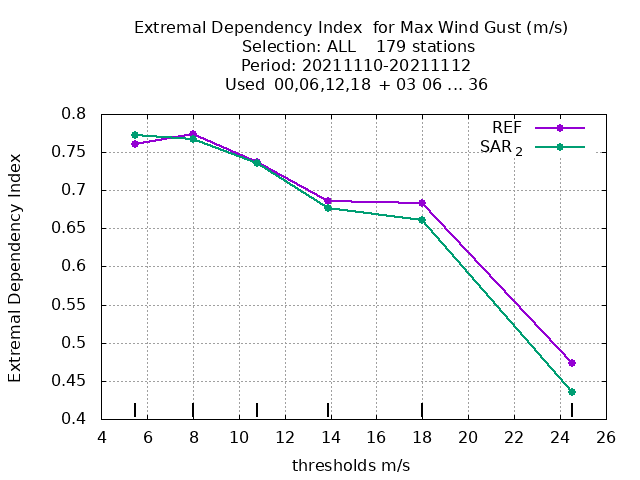 Extremal Dependency Index  for Max Wind Gust (m/s)
Selection: ALL    179 stations
Period: 20211110-20211112
Used  00,06,12,18  + 03 06 ... 36
REF
SAR 2
0.8
0.75
0.7
0.65
0.6
0.55
0.5
0.45
0.4
Extremal Dependency Index
4 6 8 10 12 14 16 18 20 22 24 26
thresholds m/s